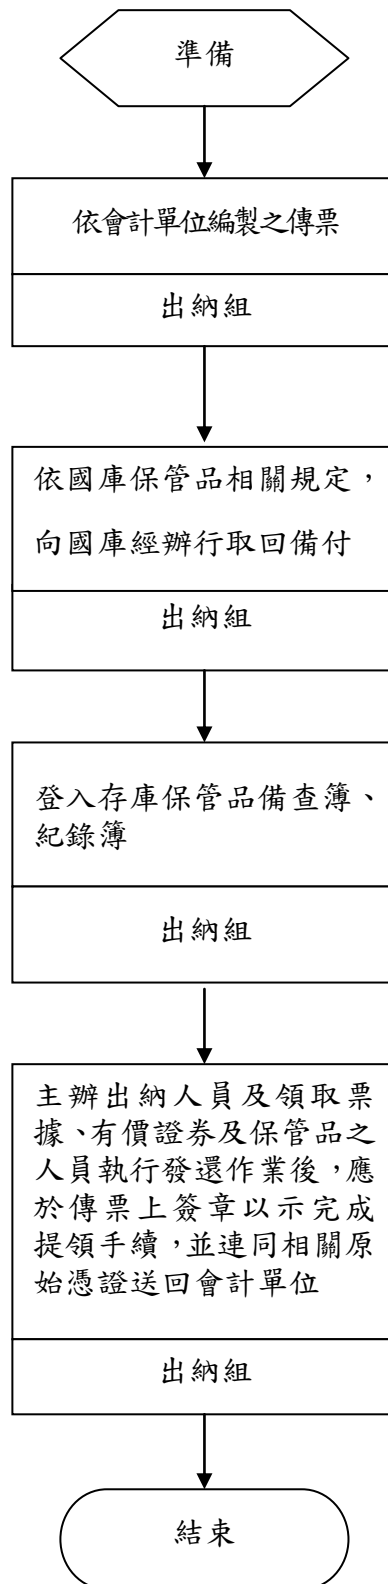 準備
依會計單位編製之傳票
出納組
依國庫保管品相關規定，
向國庫經辦行取回備付
出納組
登入存庫保管品備查簿、
紀錄簿
出納組
主辦出納人員及領取票
據、有價證券及保管品之
人員執行發還作業後，應
於傳票上簽章以示完成
提領手續，並連同相關原
始憑證送回會計單位
出納組
結束